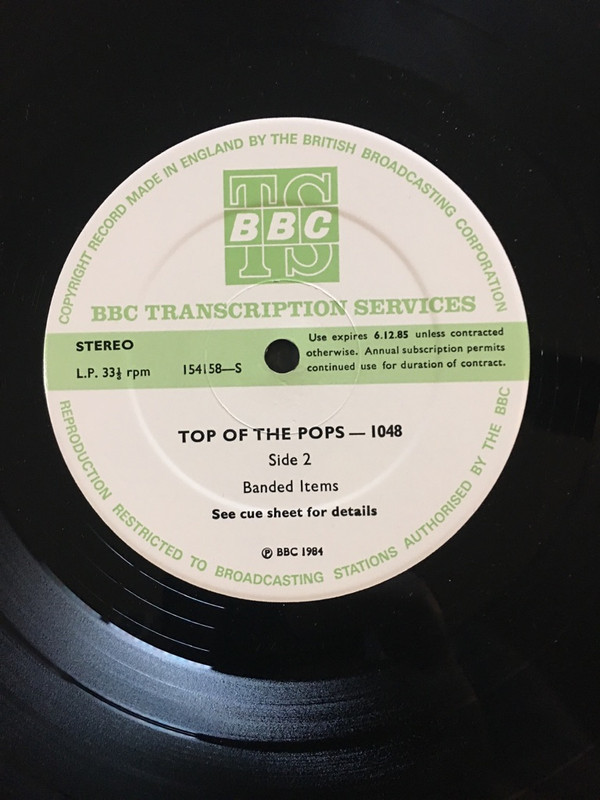 COPYRIGHT RECORD MADE IN ENGLAND BY THE BRITISH BROADCASTING CORPORATION
TS
BBC
BBC TRANSCRIPTION SERVICES
STEREO
L.P. 33⅓ rpm
154158—S
Use expires 6.12.85 unless contracted
otherwise. Annual subscription permits
continued use for duration of contract.
TOP OF THE POPS — 1048
Side 2
Banded Items
See cue sheet for details
℗ BBC 1984
REPRODUCTION RESTRICTED TO BROADCASTING STATIONS AUTHORISED BY THE BBC